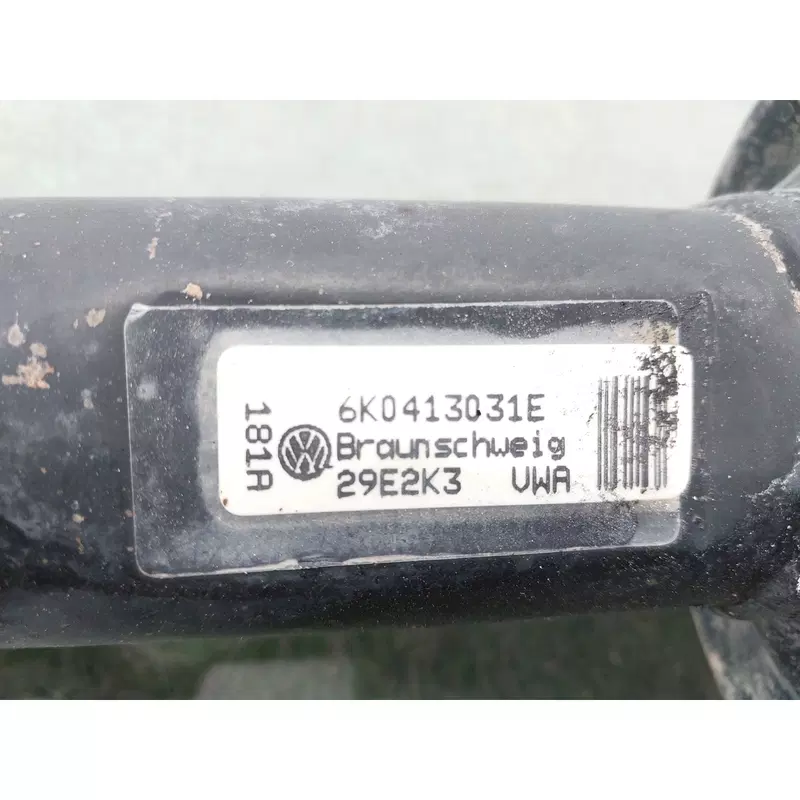 6K0413031E
Braunschweig
29E2K3 VWA
181A